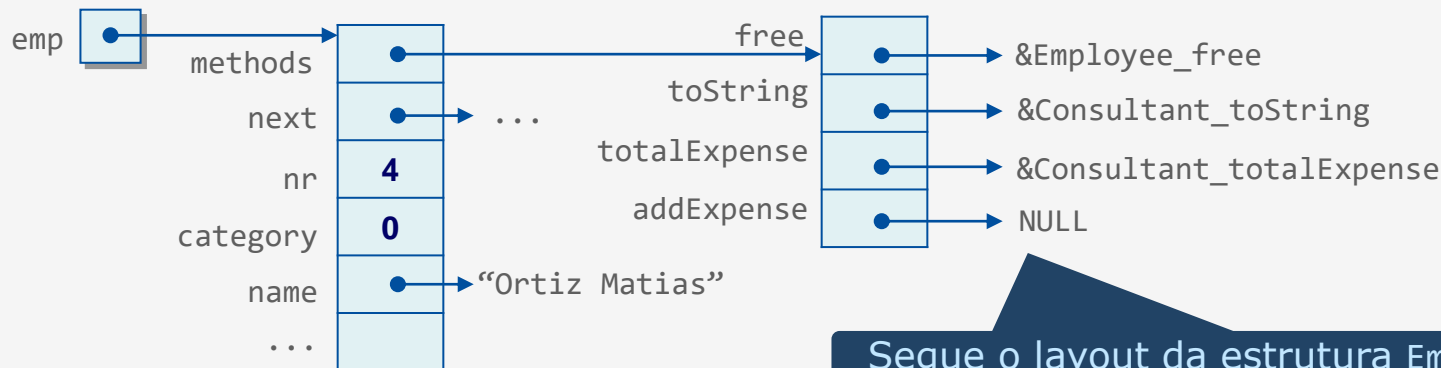 emp
methods
free
&Employee_free
next
...
toString
&Consultant_toString
nr
4
totalExpense
&Consultant_totalExpense
category
0
addExpense
NULL
name
“Ortiz Matias”
...
Segue o layout da estrutura Em